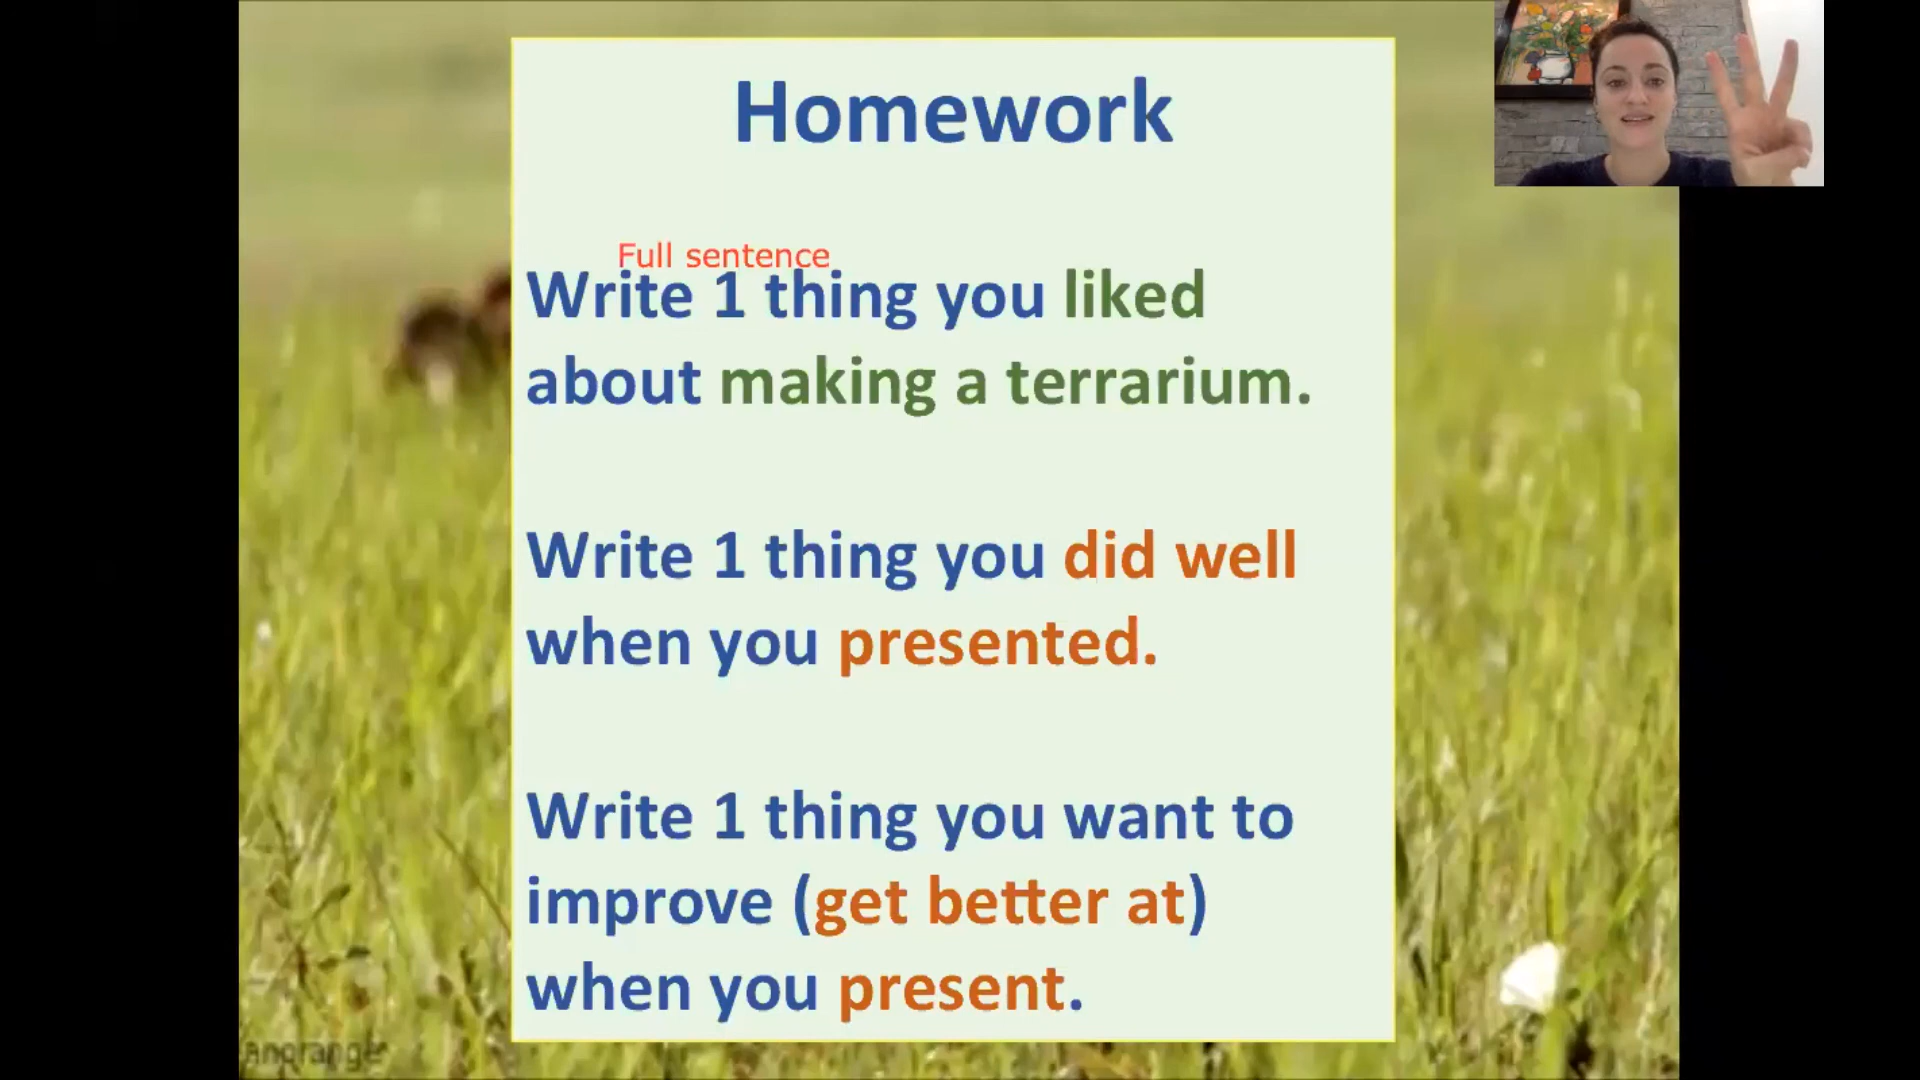 Homework
Full sentence
Write 1 thing you liked
about making a terrarium.
Write 1 thing you did well
when you presented.
Write 1 thing you want to
improve (get better at)
when you present.